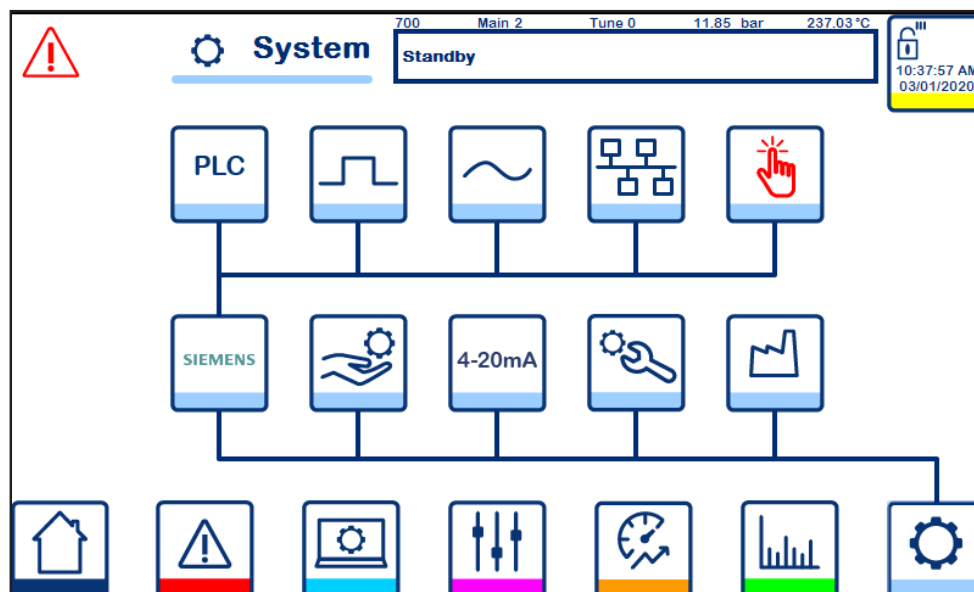 700 Main 2 Tune 0 11.85 bar 237.03 °C
System
Standby
10:37:57 AM
03/01/2020
PLC
SIEMENS
4-20mA